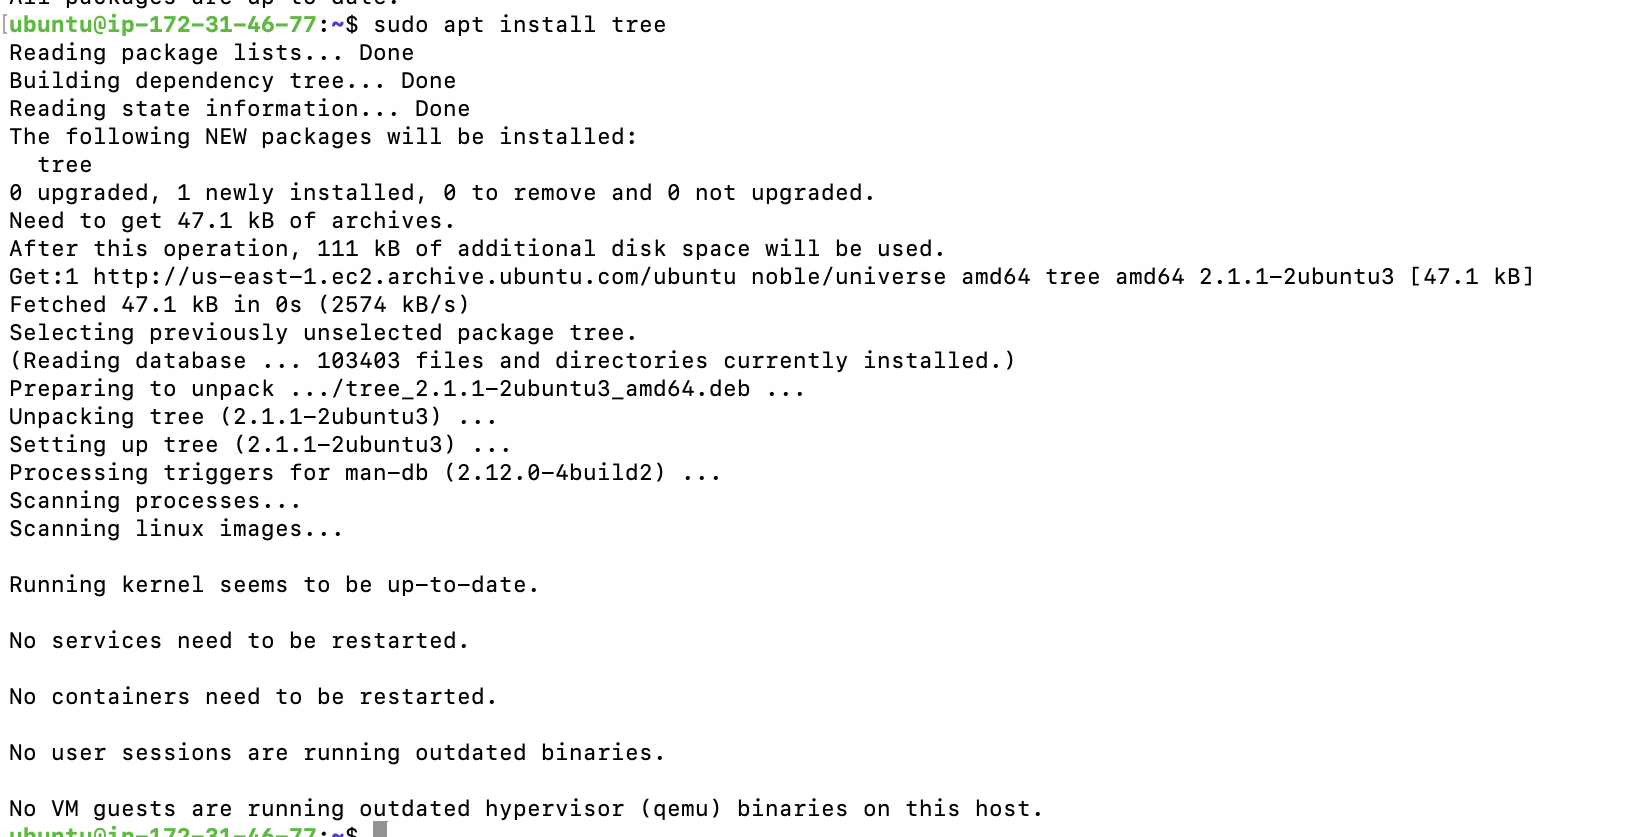 All packages are up to date.
ubuntu@ip-172-31-46-77:~$ sudo apt install tree
Reading package lists... Done
Building dependency tree... Done
Reading state information... Done
The following NEW packages will be installed:
  tree
0 upgraded, 1 newly installed, 0 to remove and 0 not upgraded.
Need to get 47.1 kB of archives.
After this operation, 111 kB of additional disk space will be used.
Get:1 http://us-east-1.ec2.archive.ubuntu.com/ubuntu noble/universe amd64 tree amd64 2.1.1-2ubuntu3 [47.1 kB]
Fetched 47.1 kB in 0s (2574 kB/s)
Selecting previously unselected package tree.
(Reading database ... 103403 files and directories currently installed.)
Preparing to unpack .../tree_2.1.1-2ubuntu3_amd64.deb ...
Unpacking tree (2.1.1-2ubuntu3) ...
Setting up tree (2.1.1-2ubuntu3) ...
Processing triggers for man-db (2.12.0-4build2) ...
Scanning processes...
Scanning linux images...
Running kernel seems to be up-to-date.
No services need to be restarted.
No containers need to be restarted.
No user sessions are running outdated binaries.
No VM guests are running outdated hypervisor (qemu) binaries on this host.
ubuntu@ip-172-31-46-77:~$